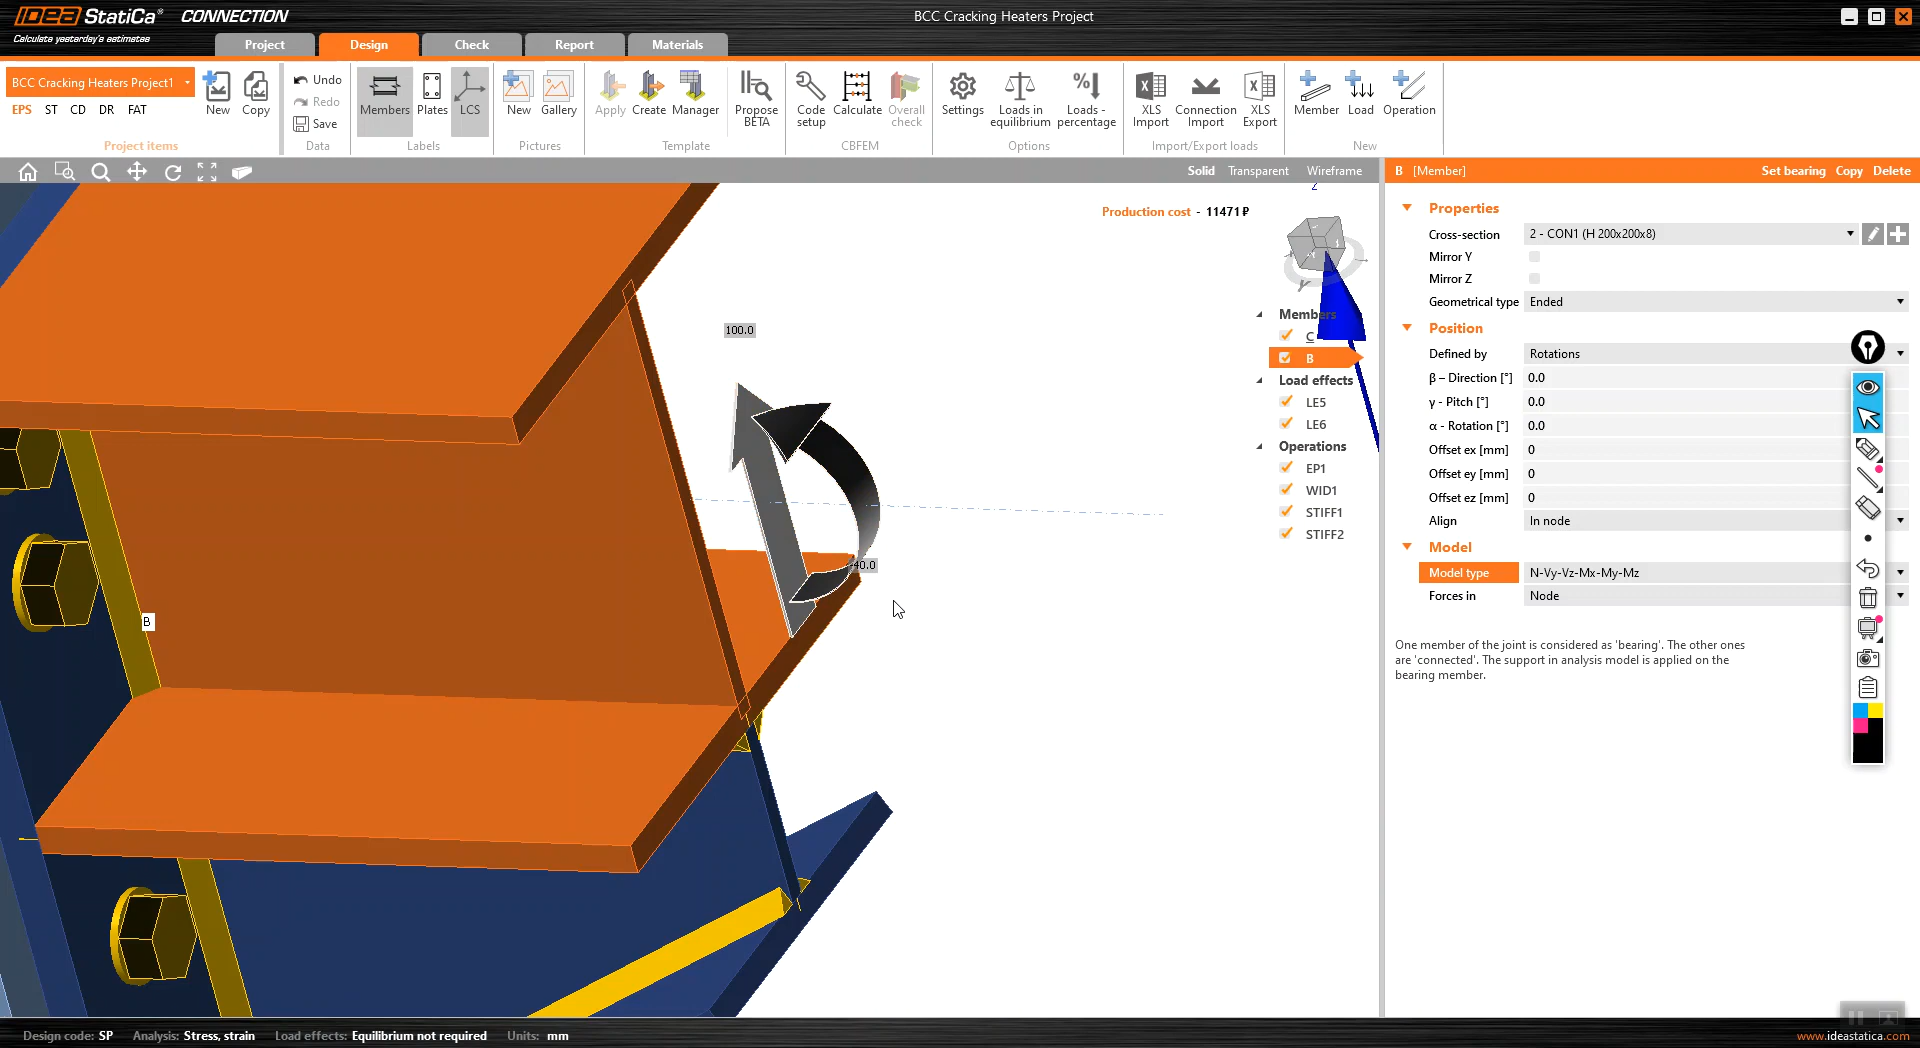 IDEA StatiCa® CONNECTION
Calculate yesterday's estimates
BCC Cracking Heaters Project
Project Design Check Report Materials
BCC Cracking Heaters Project1
EPS ST CD DR FAT
Project items
New Copy
Undo
Redo
Save
Data
Members Plates LCS
Labels
New Gallery
Pictures
Apply Create Manager
Propose
BETA
Template
Code
setup
Calculate
Overall
check
CBFEM
Settings
Loads in
equilibrium
Loads -
percentage
Options
XLS
Import
Connection
Import
XLS
Export
Import/Export loads
Member Load Operation
New
Solid Transparent Wireframe
Production cost - 11471 ₽
Z
Y
100.0
-40.0
B
Members
C
B
Load effects
LE5
LE6
Operations
EP1
WID1
STIFF1
STIFF2
B [Member] Set bearing Copy Delete
Properties
Cross-section 2 - CON1 (H 200x200x8)
Mirror Y
Mirror Z
Geometrical type Ended
Position
Defined by Rotations
β – Direction [°] 0.0
γ - Pitch [°] 0.0
α - Rotation [°] 0.0
Offset ex [mm] 0
Offset ey [mm] 0
Offset ez [mm] 0
Align In node
Model
Model type N-Vy-Vz-Mx-My-Mz
Forces in Node
One member of the joint is considered as 'bearing'. The other ones
are 'connected'. The support in analysis model is applied on the
bearing member.
Design code: SP Analysis: Stress, strain Load effects: Equilibrium not required Units: mm
www.ideastatica.com